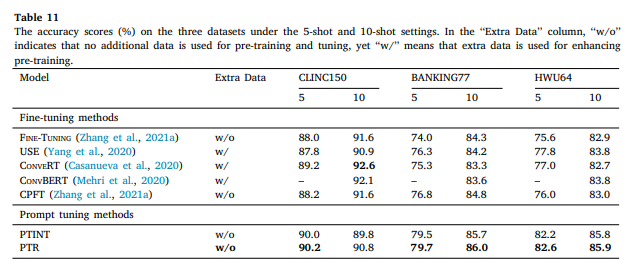 Table 11
The accuracy scores (%) on the three datasets under the 5-shot and 10-shot settings. In the “Extra Data” column, “w/o”
indicates that no additional data is used for pre-training and tuning, yet “w/” means that extra data is used for enhancing
pre-training.
Model Extra Data CLINC150 BANKING77 HWU64
5 10 5 10 5 10
Fine-tuning methods
FINE-TUNING (Zhang et al., 2021a) w/o 88.0 91.6 74.0 84.3 75.6 82.9
USE (Yang et al., 2020) w/ 87.8 90.9 76.3 84.2 77.8 83.8
CONVERT (Casanueva et al., 2020) w/ 89.2 92.6 75.3 83.3 77.0 82.7
CONVBERT (Mehri et al., 2020) w/ – 92.1 – 83.6 – 83.8
CPFT (Zhang et al., 2021a) w/o 88.2 91.6 76.8 84.8 76.0 83.0
Prompt tuning methods
PTINT w/o 90.0 89.8 79.5 85.7 82.2 85.8
PTR w/o 90.2 90.8 79.7 86.0 82.6 85.9